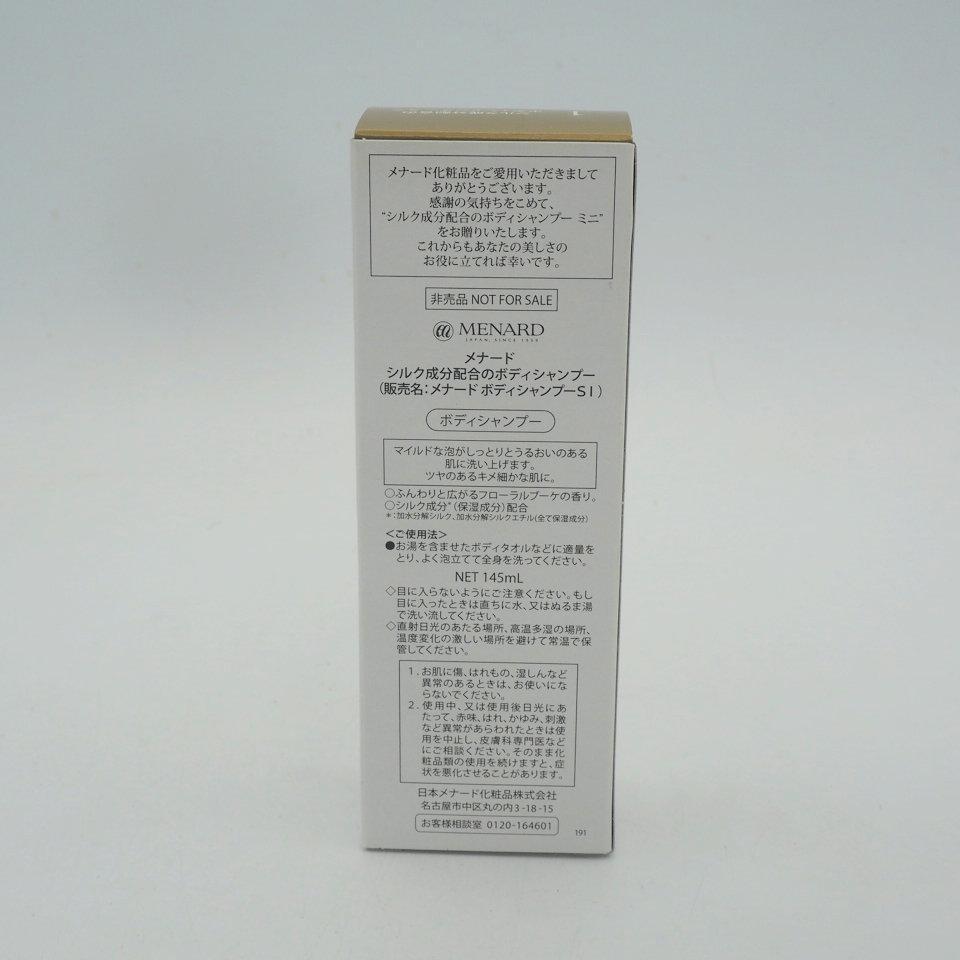 メナード化粧品をご愛用いただきまして
ありがとうございます。
感謝の気持ちをこめて、
“シルク成分配合のボディシャンプー ミニ”
をお贈りいたします。
これからもあなたの美しさの
お役に立てれば幸いです。
非売品 NOT FOR SALE
MENARD
JAPAN, SINCE 1959
メナード
シルク成分配合のボディシャンプー
（販売名：メナード ボディシャンプーSI）
ボディシャンプー
マイルドな泡がしっとりとうるおいのある
肌に洗い上げます。
ツヤのあるキメ細かな肌に。
○ふんわりと広がるフローラルブーケの香り。
○シルク成分*（保湿成分）配合
*：加水分解シルク、加水分解シルクエチル(全て保湿成分)
＜ご使用法＞
●お湯を含ませたボディタオルなどに適量を
とり、よく泡立てて全身を洗ってください。
NET 145mL
◇目に入らないようにご注意ください。もし
目に入ったときは直ちに水、又はぬるま湯
で洗い流してください。
◇直射日光のあたる場所、高温多湿の場所、
温度変化の激しい場所を避けて常温で保
管してください。
1．お肌に傷、はれもの、湿しんなど
異常のあるときは、お使いにな
らないでください。
2．使用中、又は使用後日光にあ
たって、赤味、はれ、かゆみ、刺激
など異常があらわれたときは使
用を中止し、皮膚科専門医など
にご相談ください。そのまま化
粧品類の使用を続けますと、症
状を悪化させることがあります。
日本メナード化粧品株式会社
名古屋市中区丸の内3-18-15
お客様相談室 0120-164601
191